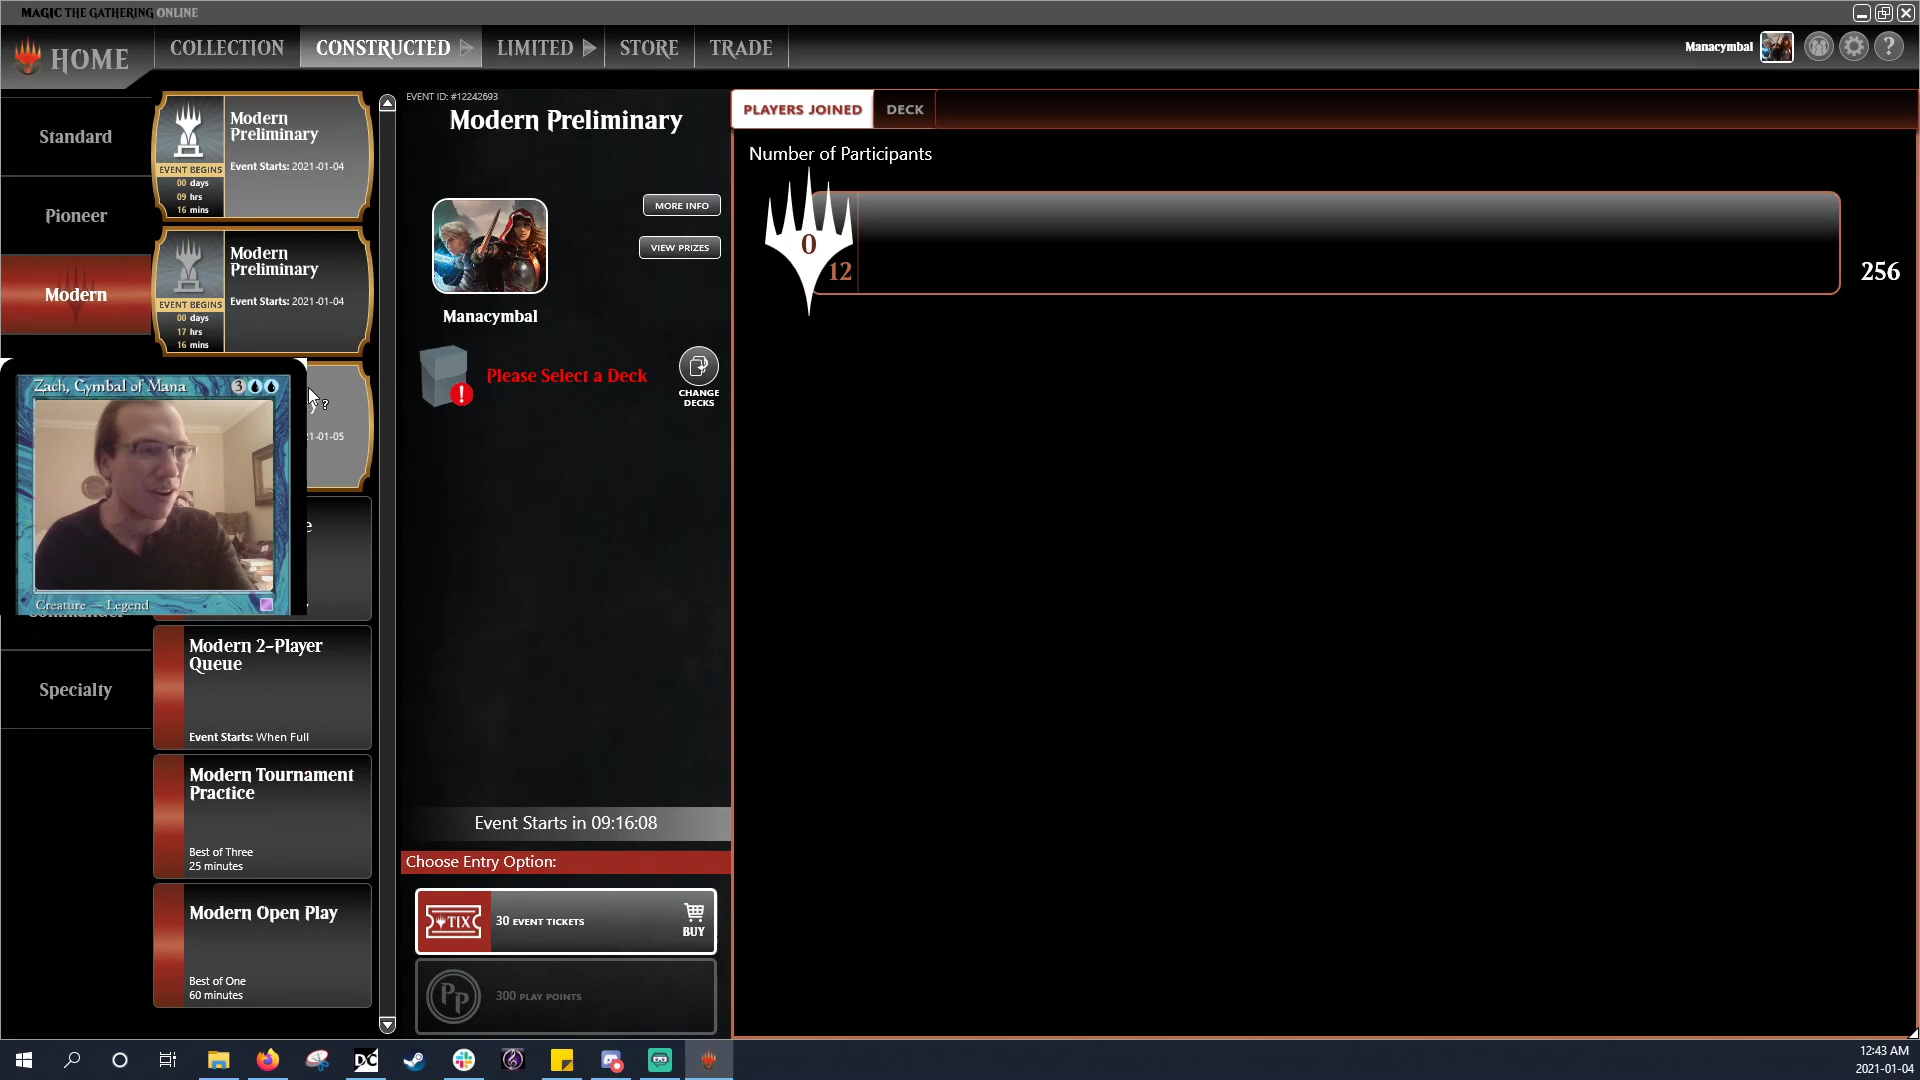 MAGIC THE GATHERING ONLINE
HOME
COLLECTION
CONSTRUCTED
LIMITED
STORE
TRADE
Manacymbal
?
Standard
Pioneer
Modern
Specialty
Modern
Preliminary
Event Starts: 2021-01-04
EVENT BEGINS
00 days
09 hrs
16 mins
Modern
Preliminary
Event Starts: 2021-01-04
EVENT BEGINS
00 days
17 hrs
16 mins
?
1-01-05
Zach, Cymbal of Mana
3
Creature — Legend
e
Modern 2-Player
Queue
Event Starts: When Full
Modern Tournament
Practice
Best of Three
25 minutes
Modern Open Play
Best of One
60 minutes
EVENT ID: #12242693
Modern Preliminary
MORE INFO
VIEW PRIZES
Manacymbal
!
Please Select a Deck
CHANGE
DECKS
Event Starts in 09:16:08
Choose Entry Option:
TIX
30 EVENT TICKETS
BUY
PP
300 PLAY POINTS
PLAYERS JOINED
DECK
Number of Participants
0
12
256
DC
12:43 AM
2021-01-04